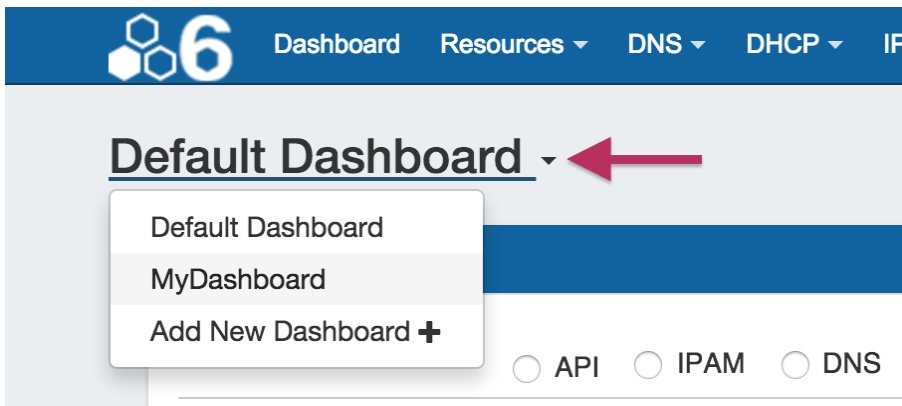 6 Dashboard Resources DNS DHCP
Default Dashboard
Default Dashboard
MyDashboard
Add New Dashboard +
API IPAM DNS